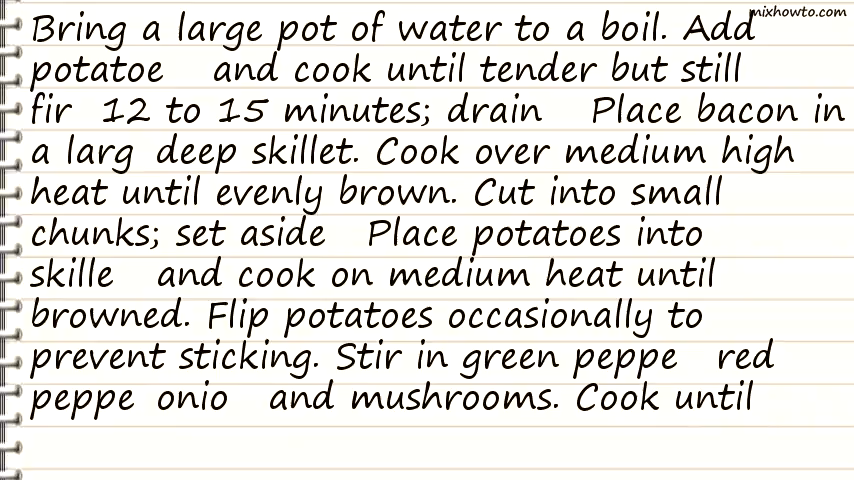 mixhowto.com
Bring a large pot of water to a boil. Add
potatoe and cook until tender but still
fir 12 to 15 minutes; drain Place bacon in
a larg deep skillet. Cook over medium high
heat until evenly brown. Cut into small
chunks; set aside Place potatoes into
skille and cook on medium heat until
browned. Flip potatoes occasionally to
prevent sticking. Stir in green peppe red
peppe onio and mushrooms. Cook until